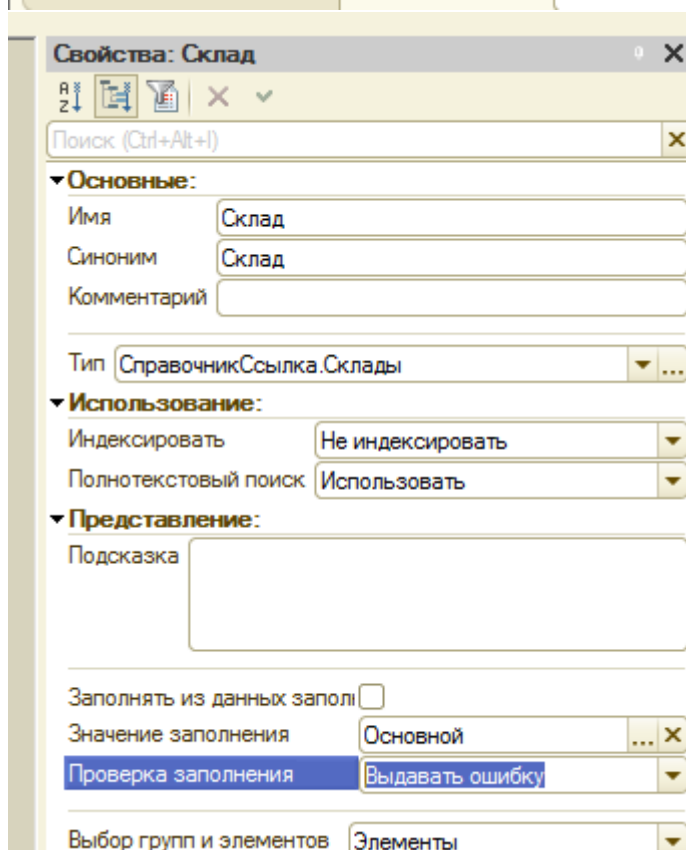 Свойства: Склад
Поиск (Ctrl+Alt+I)
Основные:
Имя Склад
Синоним Склад
Комментарий
Тип СправочникСсылка.Склады ...
Использование:
Индексировать Не индексировать
Полнотекстовый поиск Использовать
Представление:
Подсказка
Заполнять из данных запол
Значение заполнения Основной ...
Проверка заполнения Выдавать ошибку
Выбор групп и элементов Элементы